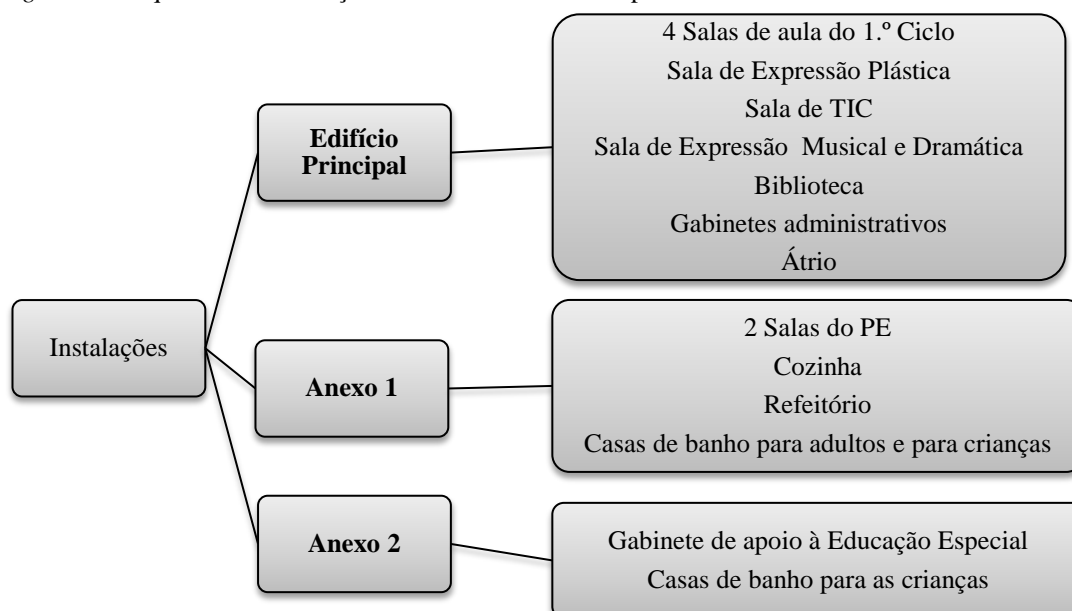 4 Salas de aula do 1.º Ciclo
Sala de Expressão Plástica
Sala de TIC
Sala de Expressão Musical e Dramática
Biblioteca
Gabinetes administrativos
Átrio
Edifício
Principal
Instalações
Anexo 1
2 Salas do PE
Cozinha
Refeitório
Casas de banho para adultos e para crianças
Anexo 2
Gabinete de apoio à Educação Especial
Casas de banho para as crianças